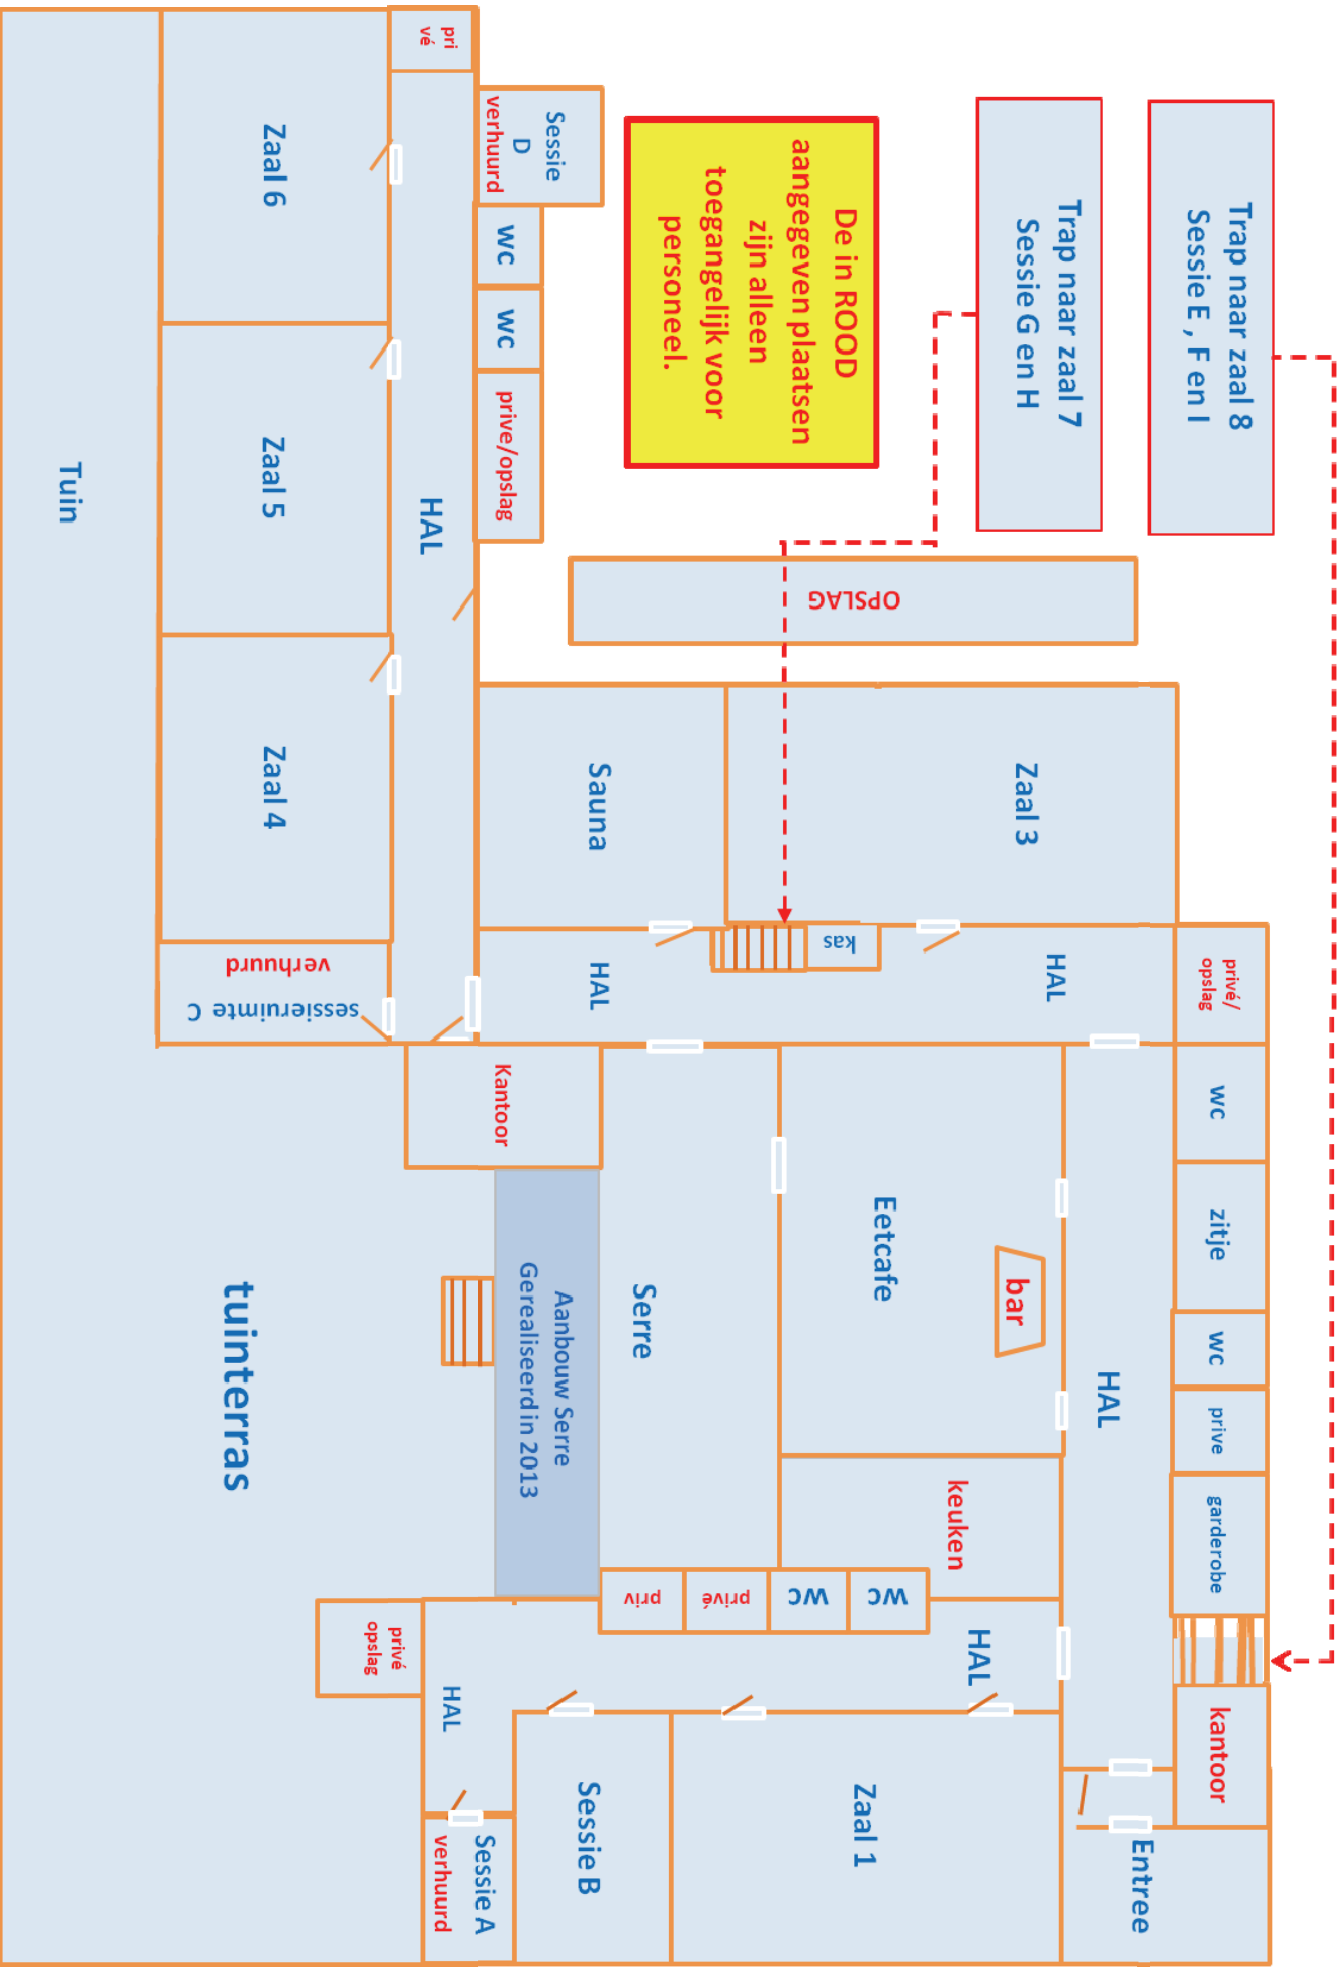 Trap naar zaal 8
Sessie E , F en I
Trap naar zaal 7
Sessie G en H
De in ROOD
aangegeven plaatsen
zijn alleen
toegangelijk voor
personeel.
OPSLAG
privé/
opslag
wc
zitje
wc
prive
garderobe
kantoor
Entree
Zaal 3
HAL
kas
HAL
bar
Eetcafe
keuken
HAL
Zaal 1
Sauna
HAL
Serre
wc
wc
privé
priv
Sessie B
Sessie
D
verhuurd
wc
wc
prive/opslag
Kantoor
Aanbouw Serre
Gerealiseerd in 2013
HAL
Sessie A
verhuurd
pri
vé
HAL
privé
opslag
Zaal 6
Zaal 5
Zaal 4
verhuurd
sessieruimte C
tuinterras
Tuin